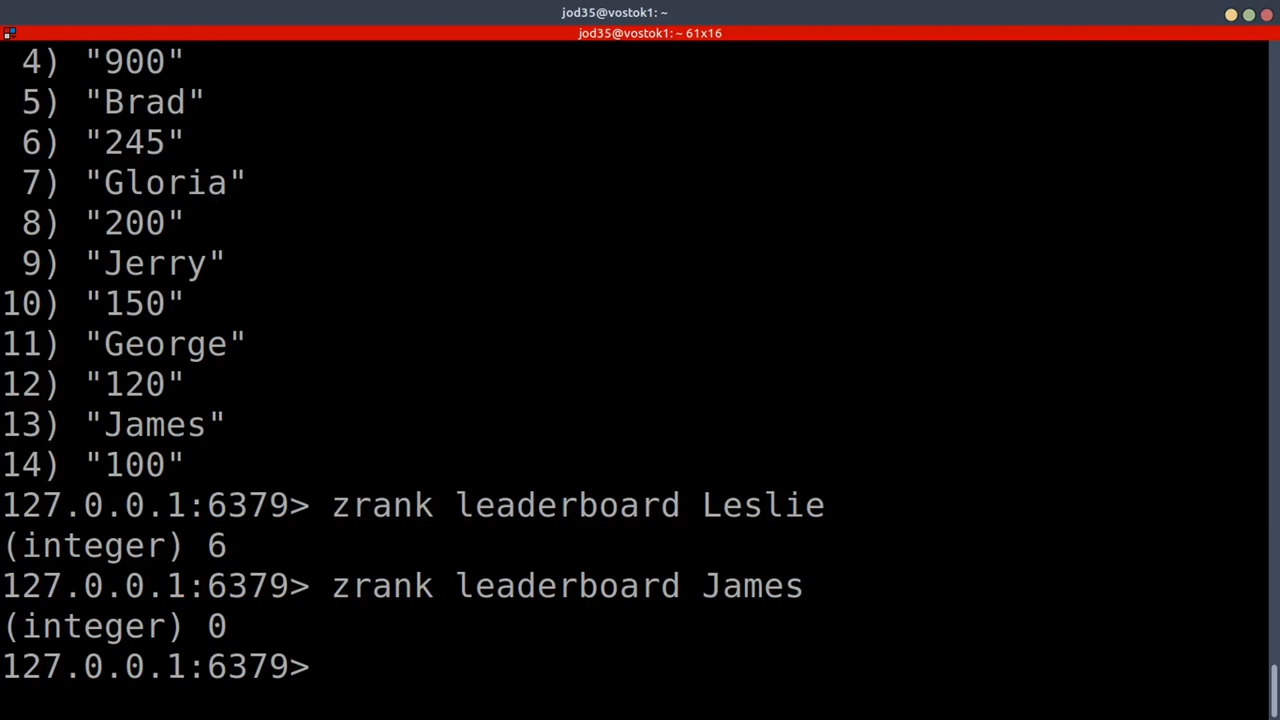 jod35@vostok1: ~
jod35@vostok1: ~ 61x16
4) "900"
5) "Brad"
6) "245"
7) "Gloria"
8) "200"
9) "Jerry"
10) "150"
11) "George"
12) "120"
13) "James"
14) "100"
127.0.0.1:6379> zrank leaderboard Leslie
(integer) 6
127.0.0.1:6379> zrank leaderboard James
(integer) 0
127.0.0.1:6379>